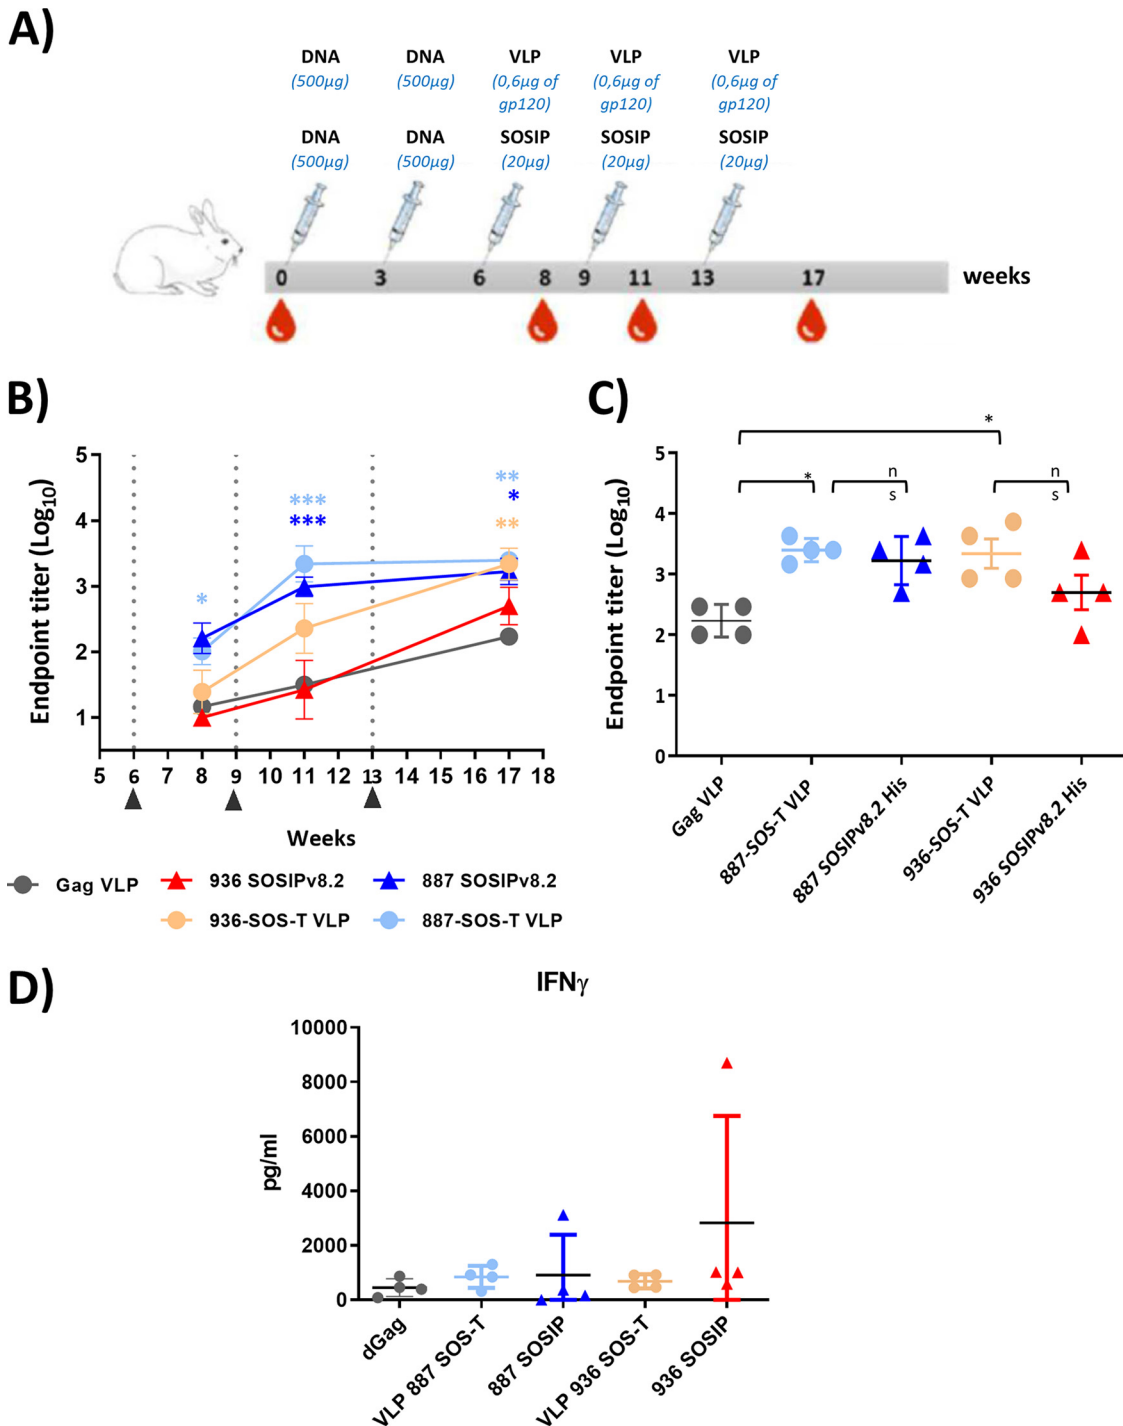 A)
DNA DNA VLP VLP VLP
(500µg) (500µg) (0,6µg of (0,6µg of (0,6µg of
gp120) gp120) gp120)
DNA DNA SOSIP SOSIP SOSIP
(500µg) (500µg) (20µg) (20µg) (20µg)
0 3 6 8 9 11 13 17 weeks
B)
Endpoint titer (Log10)
5
4
3
2
1
*
***
***
**
*
**
5 6 7 8 9 10 11 12 13 14 15 16 17 18
Weeks
Gag VLP 936 SOSIPv8.2 887 SOSIPv8.2
936-SOS-T VLP 887-SOS-T VLP
C)
Endpoint titer (Log10)
5
4
3
2
1
0
*
* n n
s s
Gag VLP
887-SOS-T VLP
887 SOSIPv8.2 His
936-SOS-T VLP
936 SOSIPv8.2 His
D)
IFNγ
pg/ml
10000
8000
6000
4000
2000
0
dGag
VLP 887 SOS-T
887 SOSIP
VLP 936 SOS-T
936 SOSIP